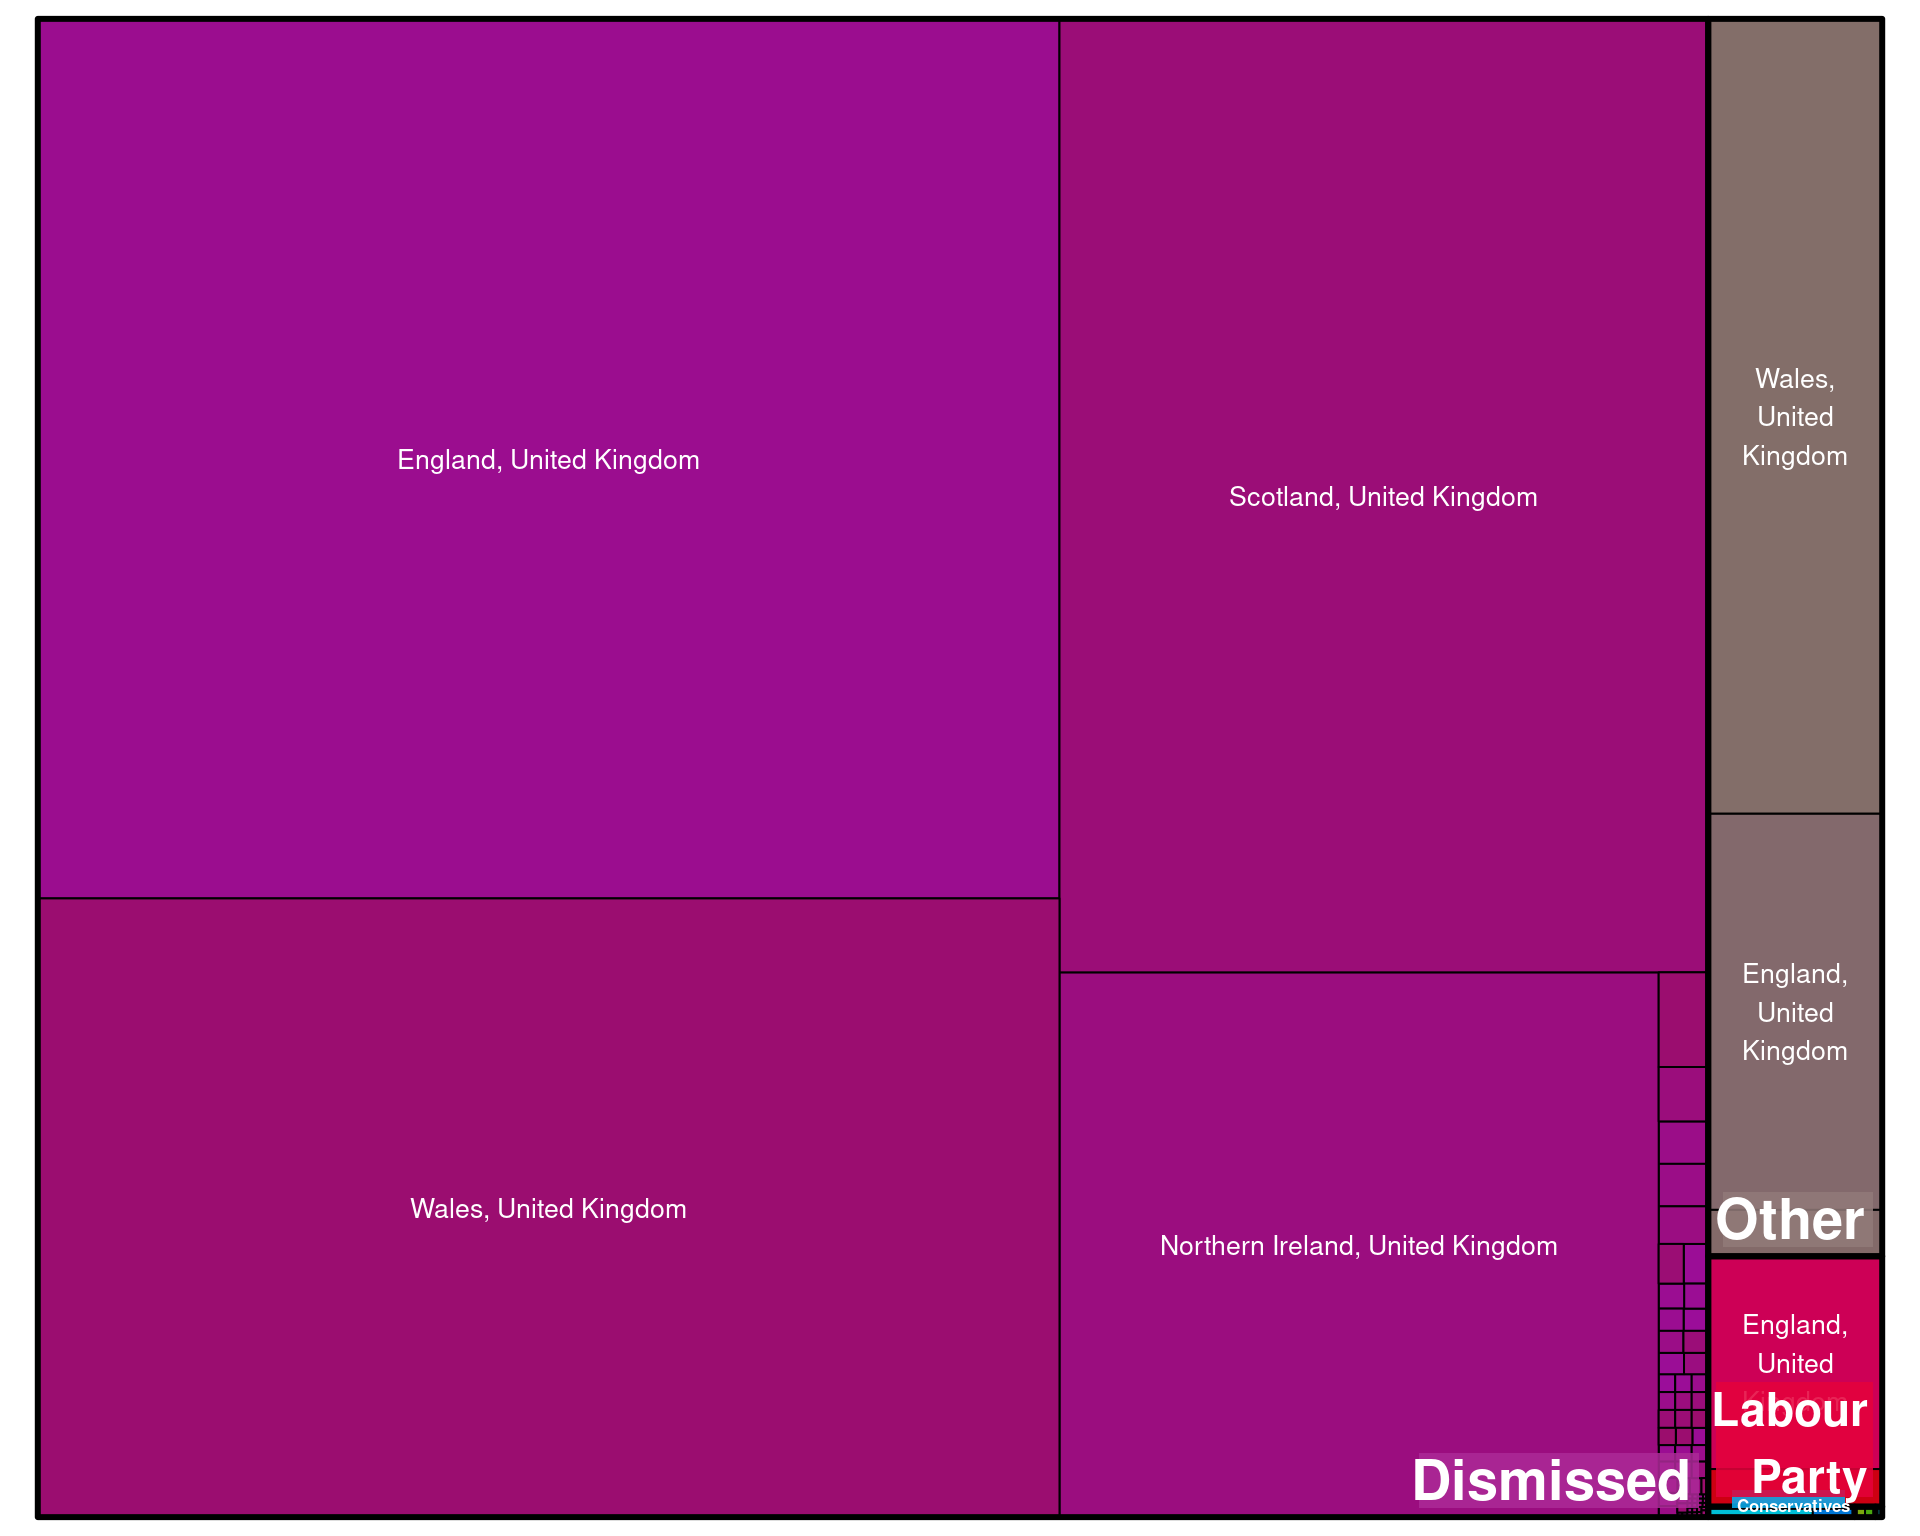 England, United Kingdom
Scotland, United Kingdom
Wales, United Kingdom
Northern Ireland, United Kingdom
Dismissed
Wales,
United
Kingdom
England,
United
Kingdom
Other
England,
United
Kingdom
Labour
Party
Conservatives